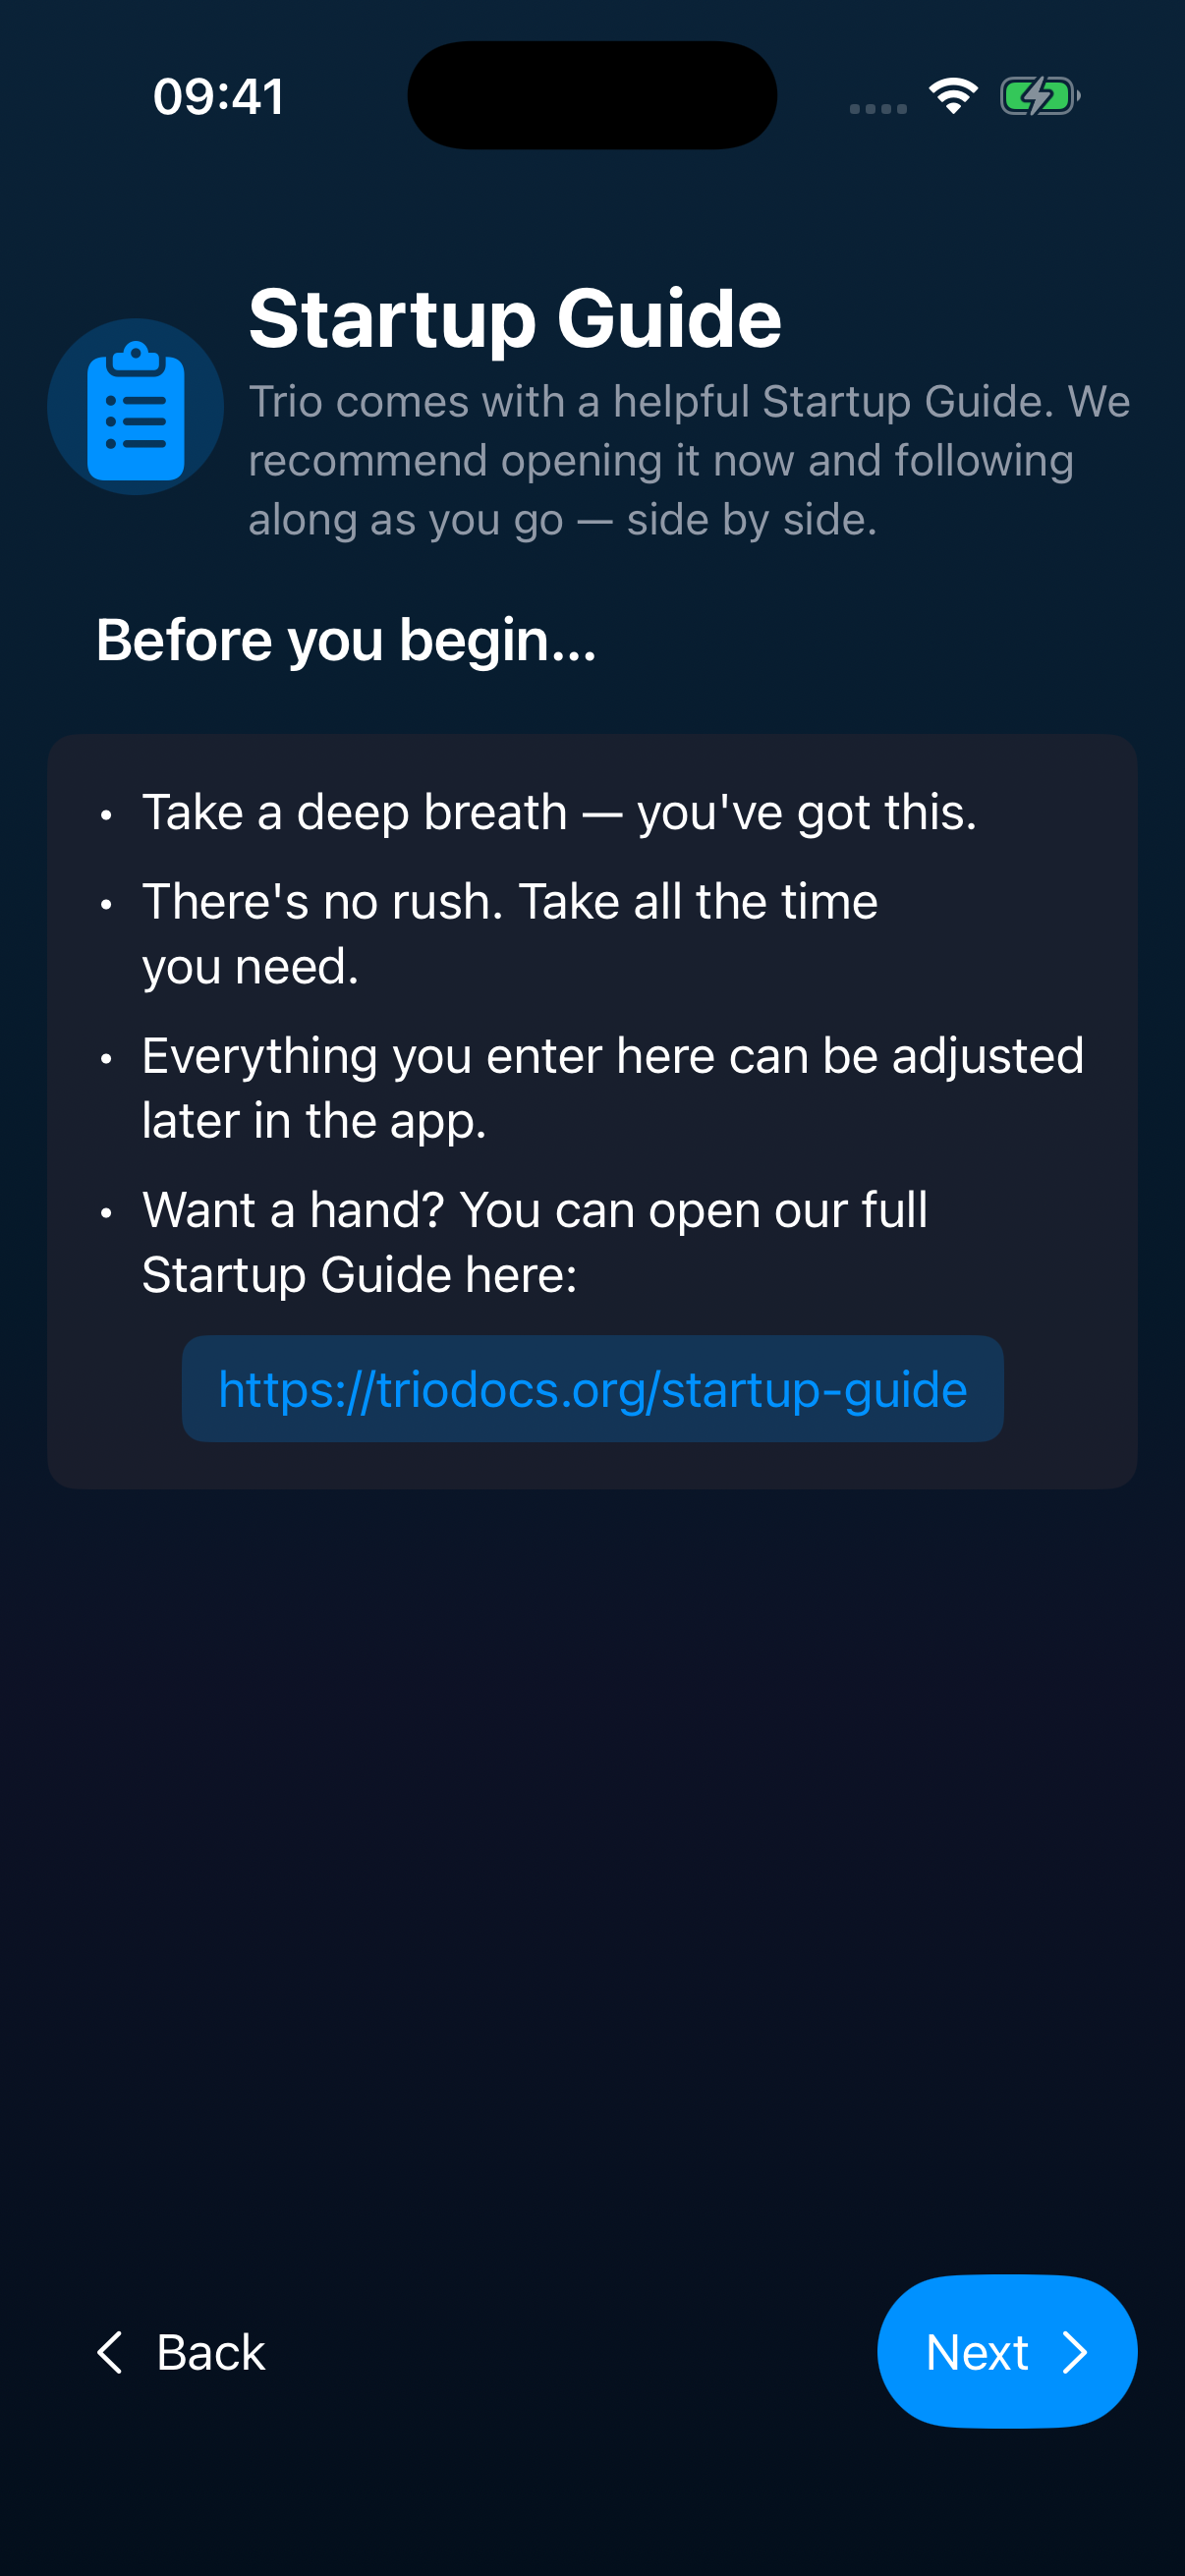 09:41
Startup Guide
Trio comes with a helpful Startup Guide. We
recommend opening it now and following
along as you go — side by side.
Before you begin...
• Take a deep breath — you've got this.
• There's no rush. Take all the time
you need.
• Everything you enter here can be adjusted
later in the app.
• Want a hand? You can open our full
Startup Guide here:
https://triodocs.org/startup-guide
Back
Next